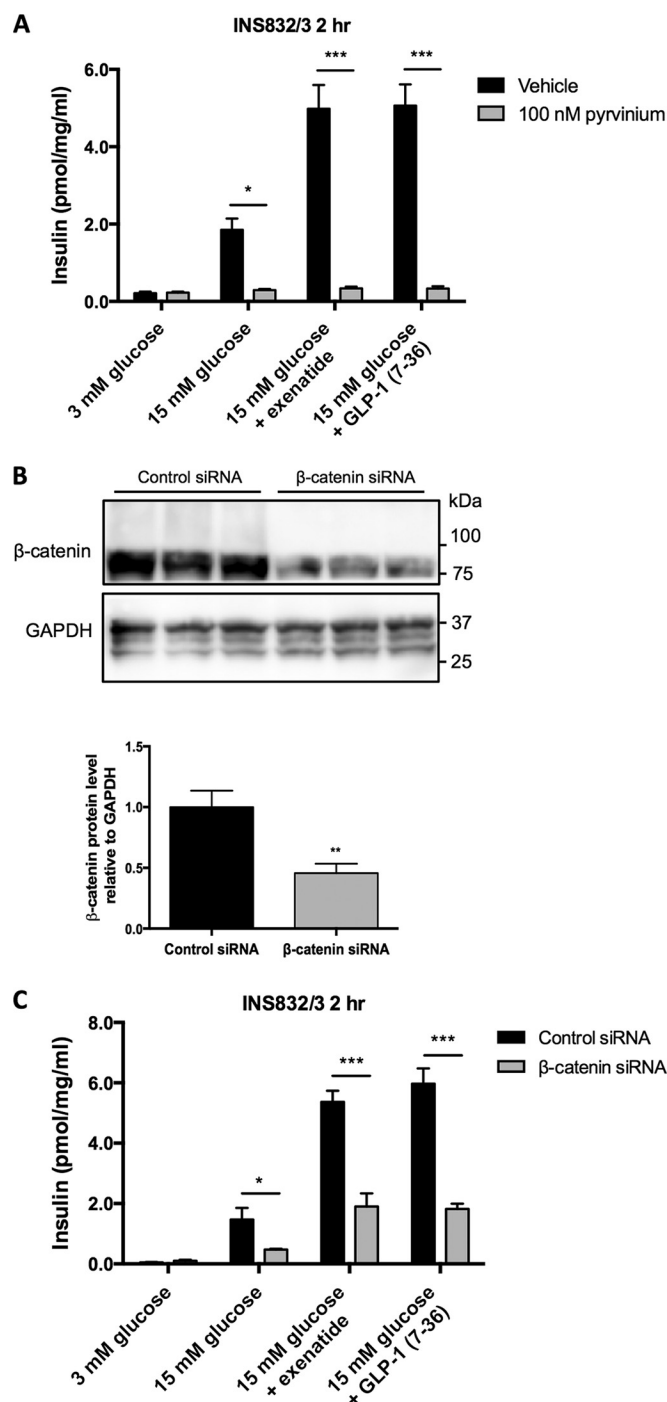 A
INS832/3 2 hr
Insulin (pmol/mg/ml)
6.0
4.0
2.0
0.0
*
***
***
Vehicle
100 nM pyrvinium
3 mM glucose
15 mM glucose
15 mM glucose
+ exenatide
15 mM glucose
+ GLP-1 (7-36)
B
Control siRNA
β-catenin siRNA
kDa
β-catenin
100
75
GAPDH
37
25
β-catenin protein level
relative to GAPDH
1.5
1.0
0.5
0.0
**
Control siRNA
β-catenin siRNA
C
INS832/3 2 hr
Insulin (pmol/mg/ml)
8.0
6.0
4.0
2.0
0.0
*
***
***
Control siRNA
β-catenin siRNA
3 mM glucose
15 mM glucose
15 mM glucose
+ exenatide
15 mM glucose
+ GLP-1 (7-36)